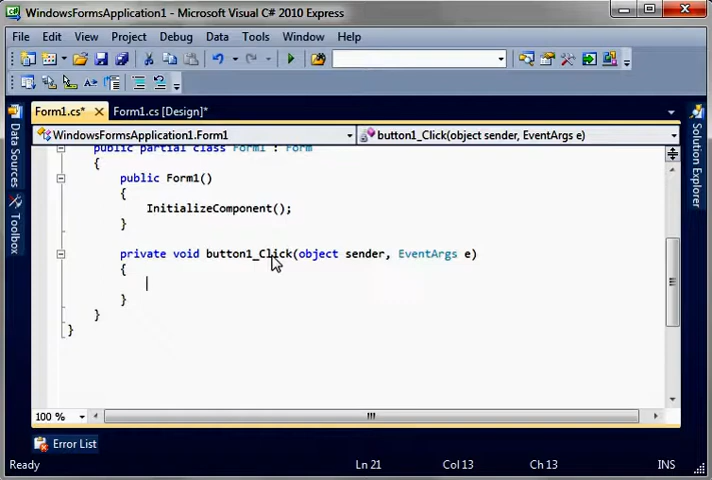 WindowsFormsApplication1 - Microsoft Visual C# 2010 Express
File Edit View Project Debug Data Tools Window Help
Form1.cs* Form1.cs [Design]*
WindowsFormsApplication1.Form1 button1_Click(object sender, EventArgs e)
Data Sources
Toolbox
Solution Explorer
public partial class Form1 : Form
{
public Form1()
{
InitializeComponent();
}
private void button1_Click(object sender, EventArgs e)
{
}
}
}
100 %
Error List
Ready Ln 21 Col 13 Ch 13 INS